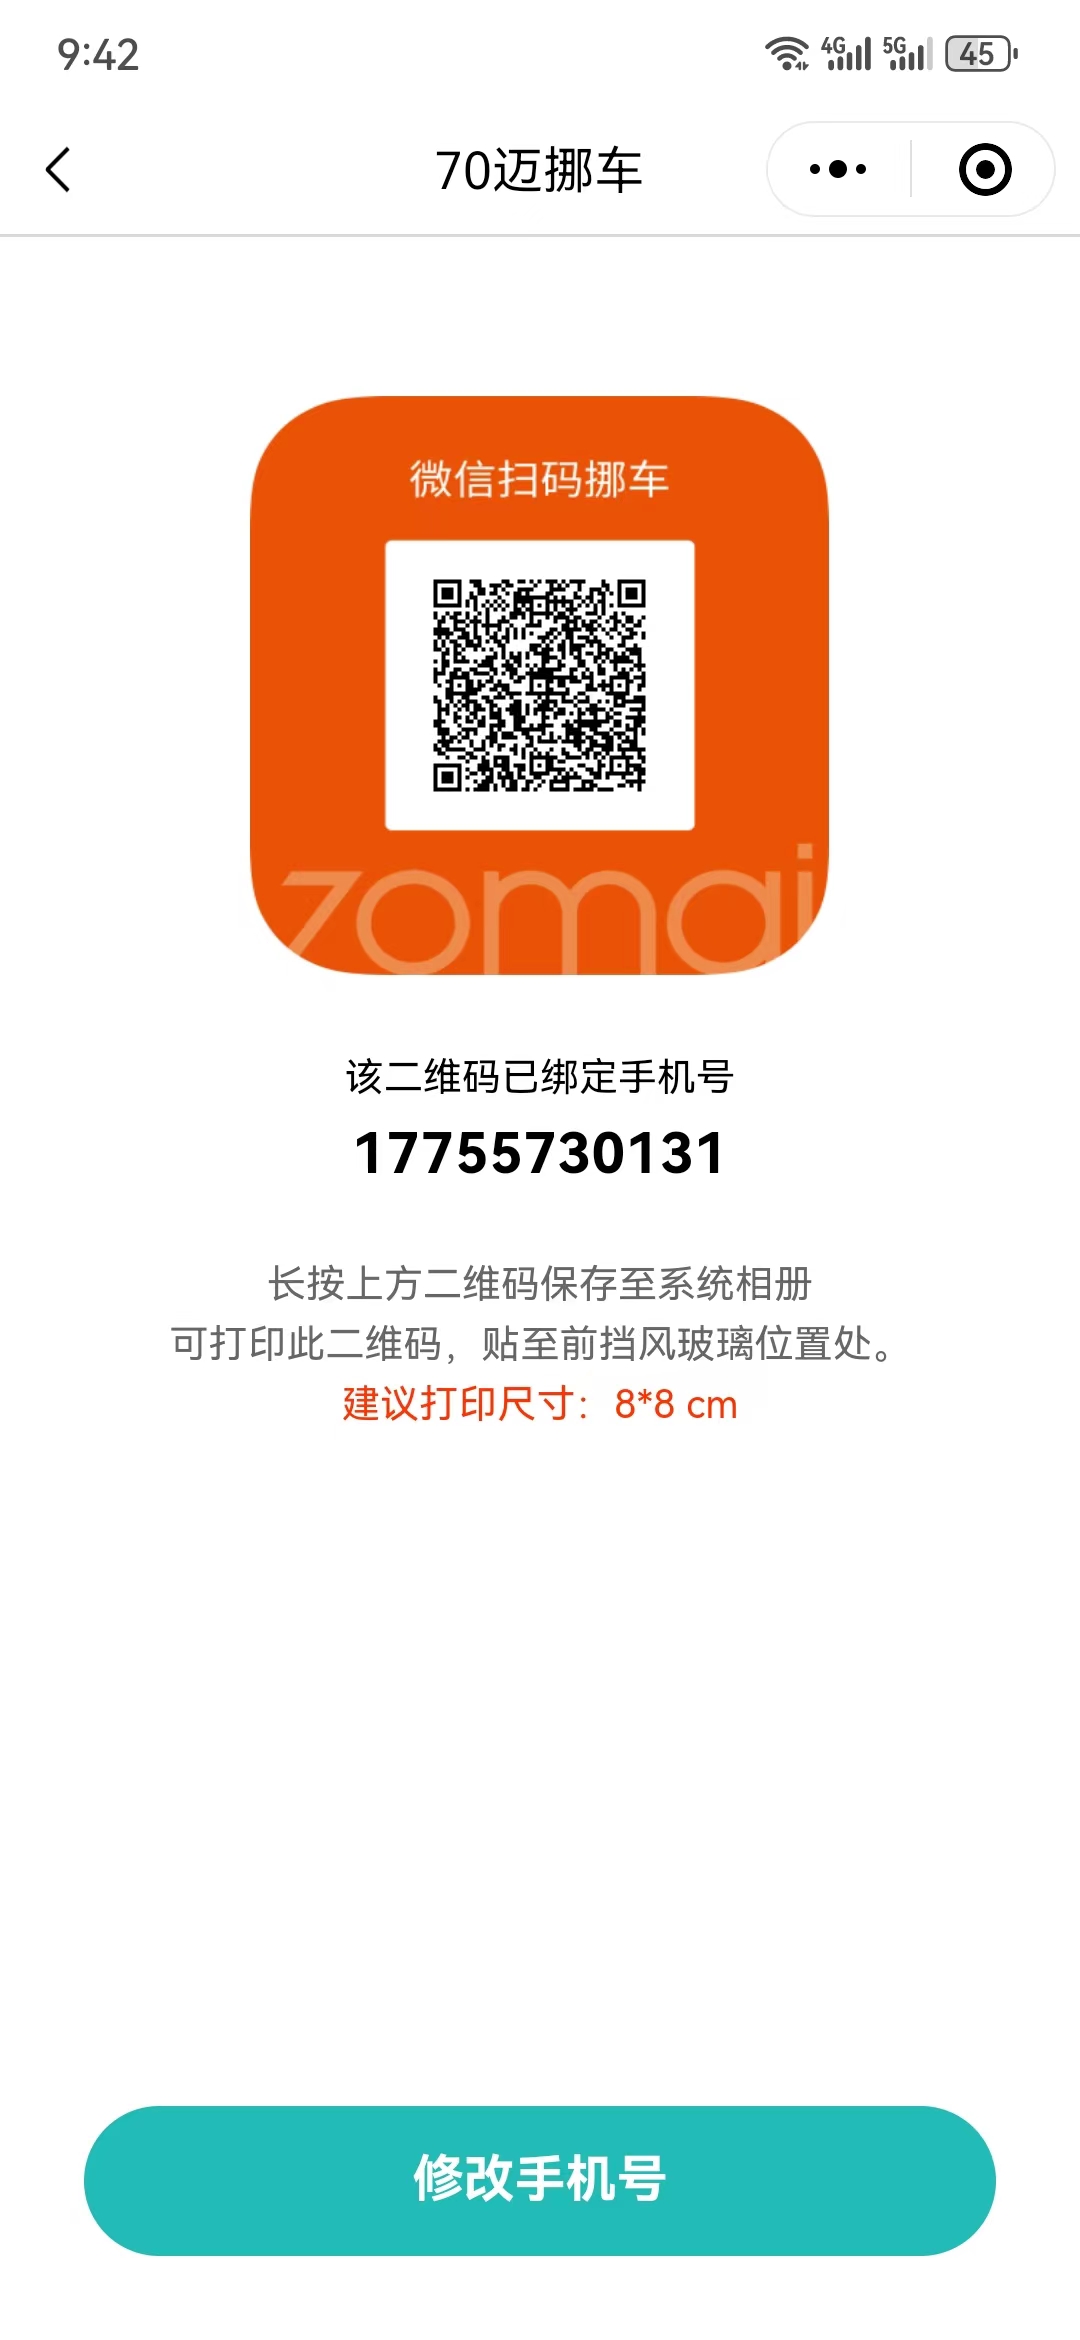 9:42
4G 5G 45
70迈挪车
微信扫码挪车
70mai
该二维码已绑定手机号
17755730131
长按上方二维码保存至系统相册
可打印此二维码，贴至前挡风玻璃位置处。
建议打印尺寸：8*8 cm
修改手机号